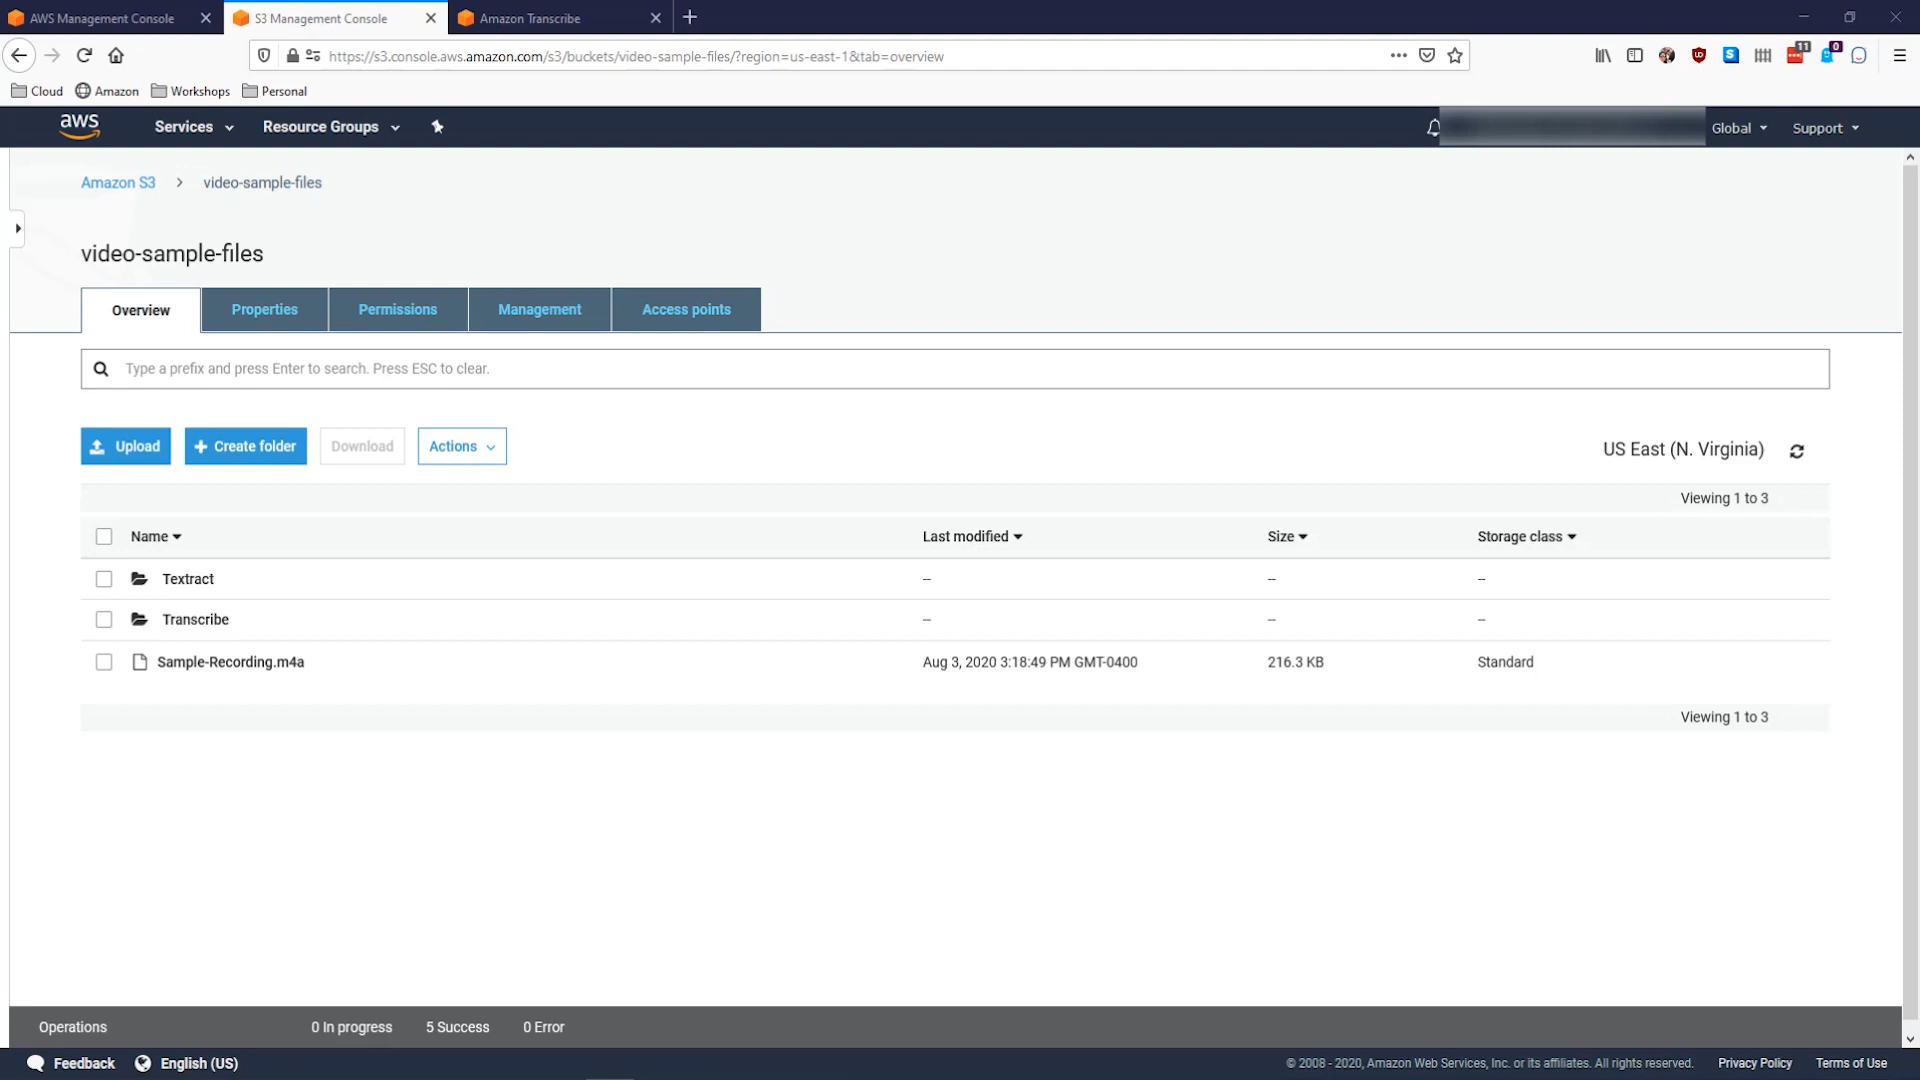 AWS Management Console
S3 Management Console
Amazon Transcribe
https://s3.console.aws.amazon.com/s3/buckets/video-sample-files/?region=us-east-1&tab=overview
11
0
Cloud Amazon Workshops Personal
aws Services Resource Groups Global Support
Amazon S3 > video-sample-files
video-sample-files
Overview Properties Permissions Management Access points
Type a prefix and press Enter to search. Press ESC to clear.
Upload + Create folder Download Actions US East (N. Virginia)
Viewing 1 to 3
Name Last modified Size Storage class
Textract -- -- --
Transcribe -- -- --
Sample-Recording.m4a Aug 3, 2020 3:18:49 PM GMT-0400 216.3 KB Standard
Viewing 1 to 3
Operations 0 In progress 5 Success 0 Error
Feedback English (US) © 2008 - 2020, Amazon Web Services, Inc. or its affiliates. All rights reserved. Privacy Policy Terms of Use